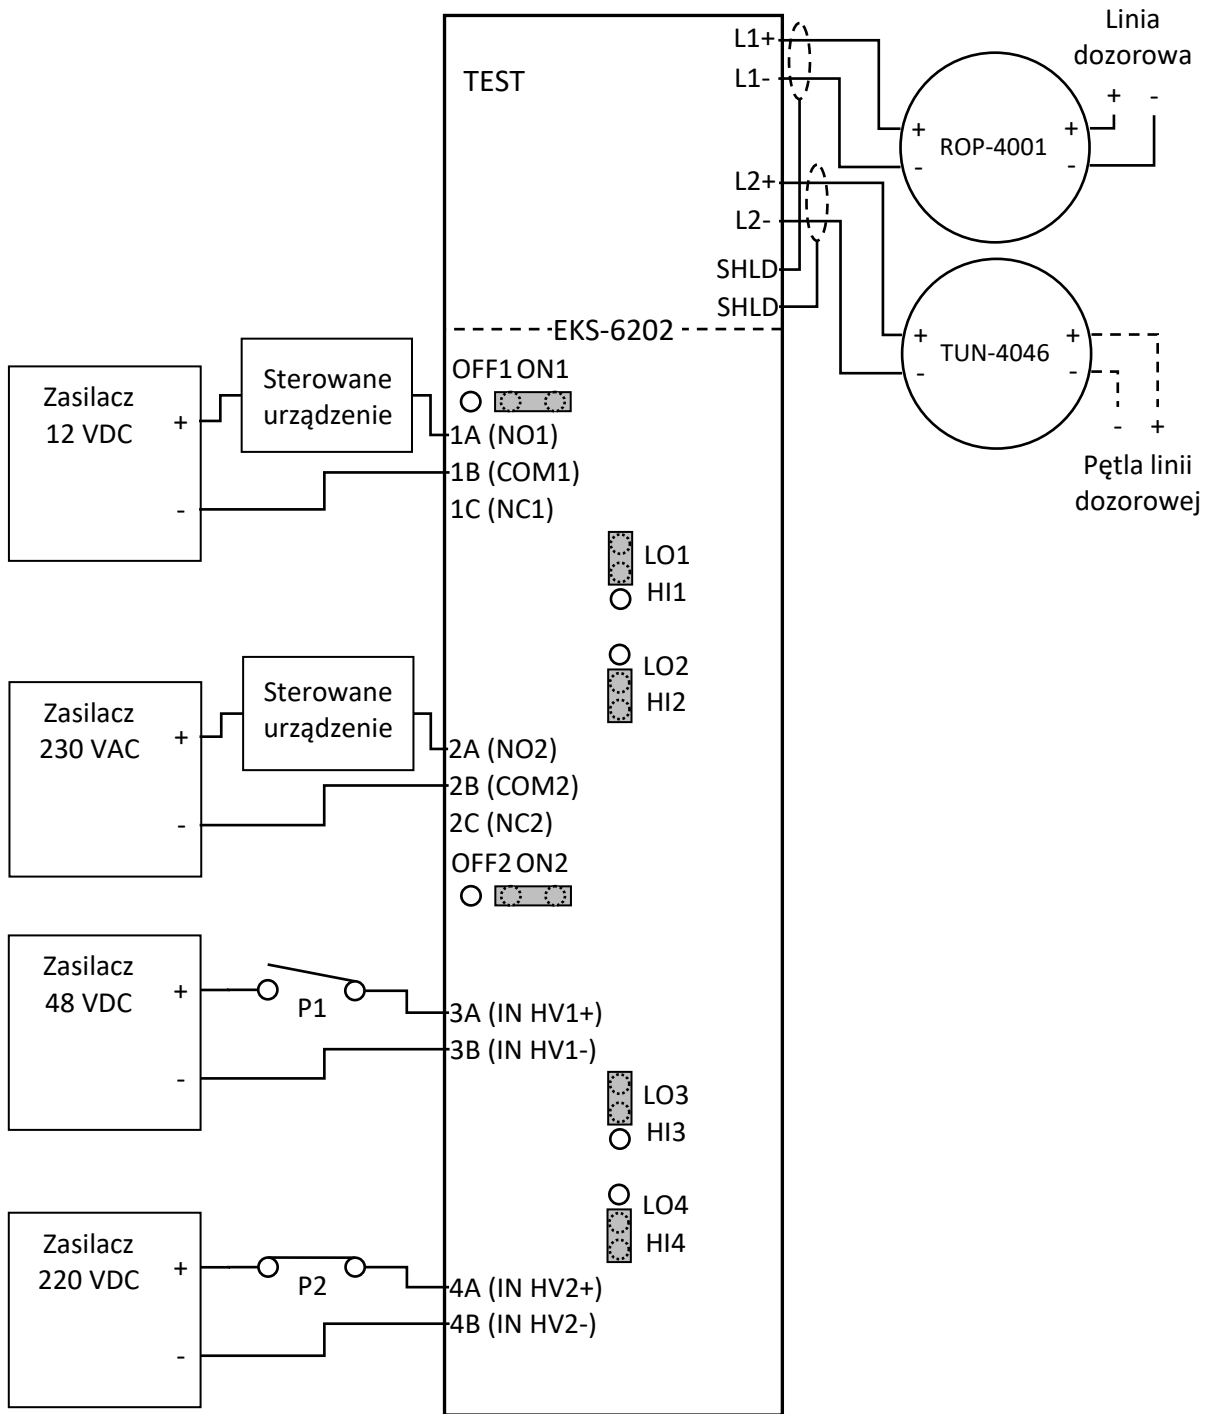 TEST
L1+
L1-
L2+
L2-
SHLD
SHLD
Linia
dozorowa
+ -
+ ROP-4001 +
- -
+ TUN-4046 +
- -
- +
Pętla linii
dozorowej
EKS-6202
Zasilacz
12 VDC
+
-
Sterowane
urządzenie
OFF1 ON1
1A (NO1)
1B (COM1)
1C (NC1)
LO1
HI1
LO2
HI2
Zasilacz
230 VAC
+
-
Sterowane
urządzenie
2A (NO2)
2B (COM2)
2C (NC2)
OFF2 ON2
Zasilacz
48 VDC
+
-
P1
3A (IN HV1+)
3B (IN HV1-)
LO3
HI3
LO4
HI4
Zasilacz
220 VDC
+
-
P2
4A (IN HV2+)
4B (IN HV2-)